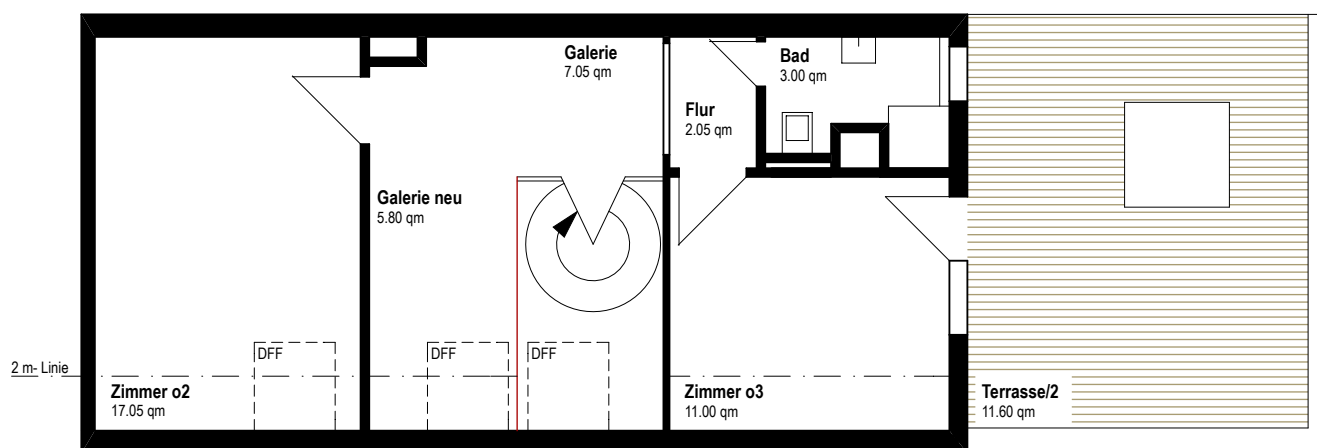 Galerie
7.05 qm
Bad
3.00 qm
Flur
2.05 qm
Galerie neu
5.80 qm
DFF
DFF
DFF
2 m- Linie
Zimmer o2
17.05 qm
Zimmer o3
11.00 qm
Terrasse/2
11.60 qm